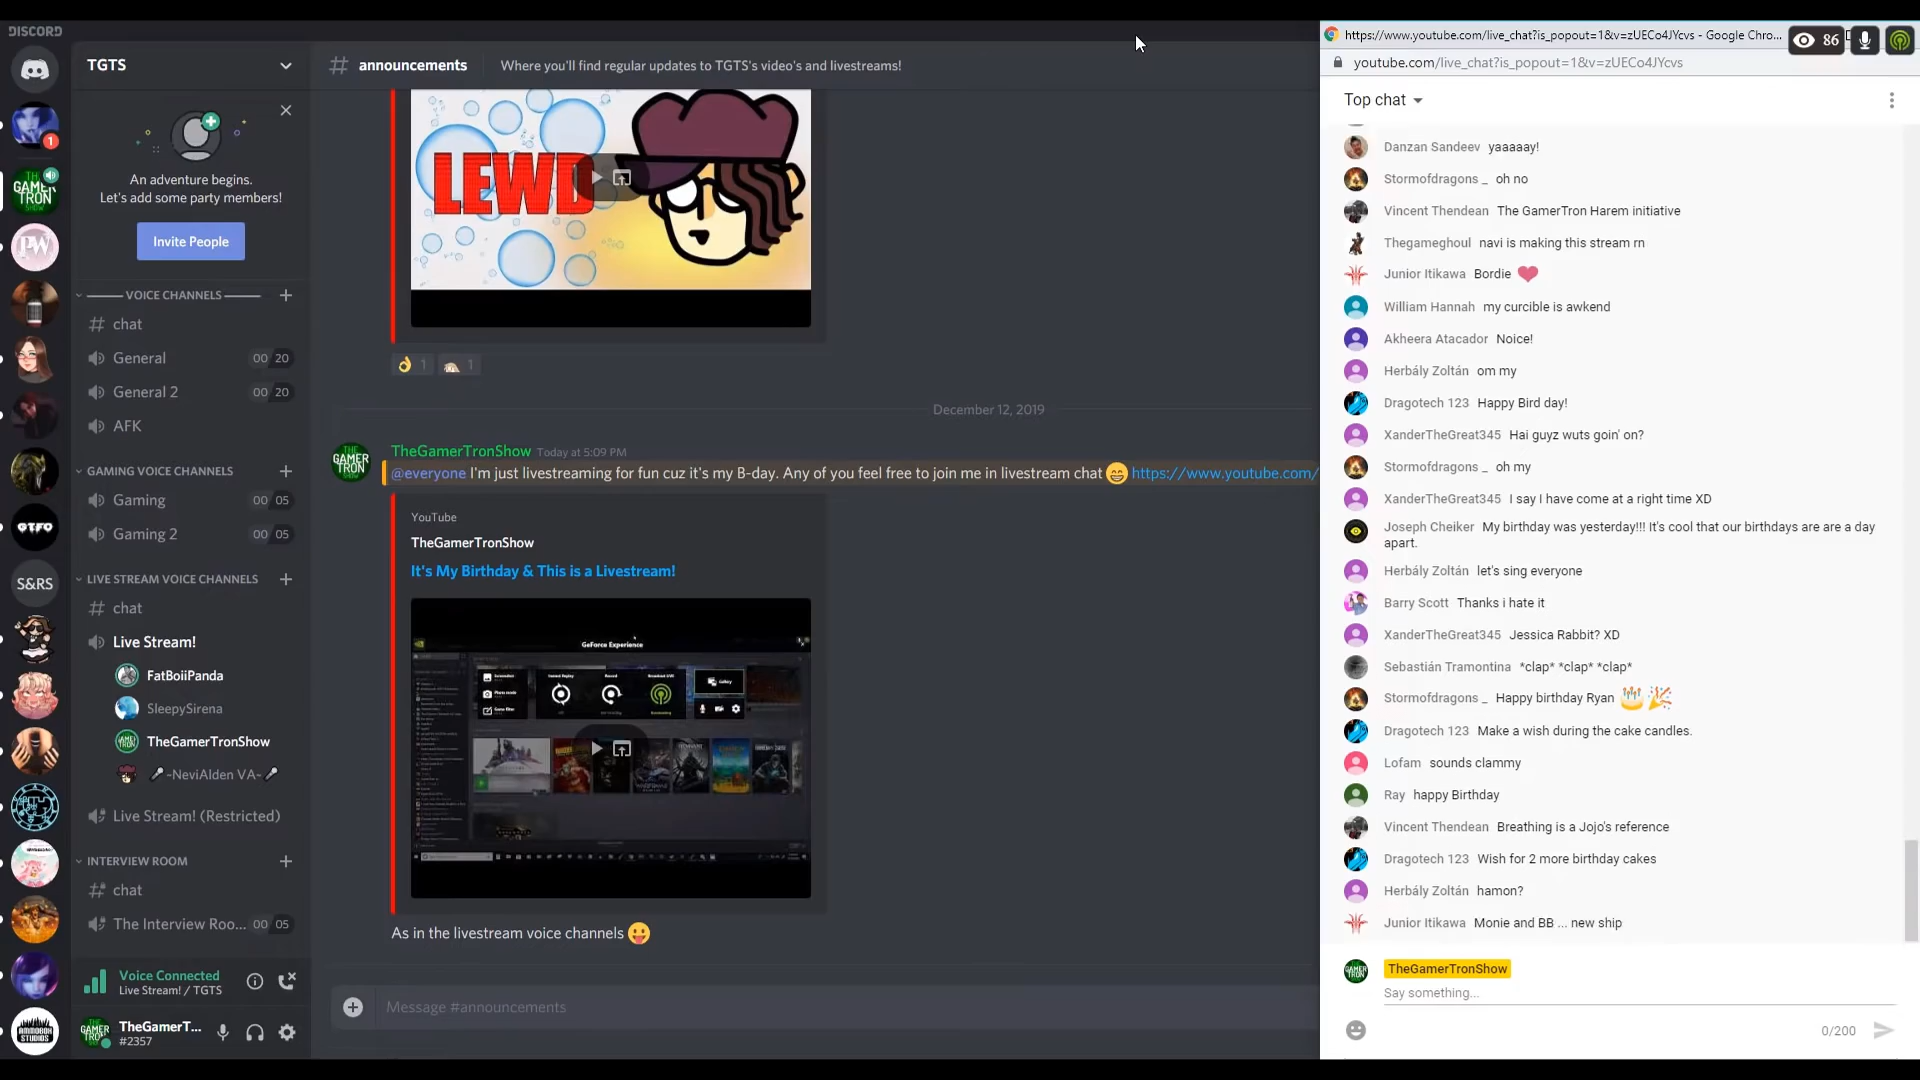 DISCORD
TGTS
An adventure begins.
Let's add some party members!
Invite People
VOICE CHANNELS
chat
General 00 20
General 2 00 20
AFK
GAMING VOICE CHANNELS
Gaming 00 05
Gaming 2 00 05
LIVE STREAM VOICE CHANNELS
chat
Live Stream!
FatBoiiPanda
SleepySirena
TheGamerTronShow
🎤-NeviAlden VA-🎤
Live Stream! (Restricted)
INTERVIEW ROOM
chat
The Interview Roo... 00 05
Voice Connected
Live Stream! / TGTS
TheGamerT...
#2357
1
THE
GAMER
TRON
SHOW
PW
GTFO
S&RS
AMMOBOX
STUDIOS
# announcements Where you'll find regular updates to TGTS's video's and livestreams!
LEWD
👌 1 1
December 12, 2019
TheGamerTronShow Today at 5:09 PM
@everyone I'm just livestreaming for fun cuz it's my B-day. Any of you feel free to join me in livestream chat 😄 https://www.youtube.com/
YouTube
TheGamerTronShow
It's My Birthday & This is a Livestream!
GeForce Experience
As in the livestream voice channels 😛
Message #announcements
https://www.youtube.com/live_chat?is_popout=1&v=zUECo4JYcvs - Google Chro...
86
youtube.com/live_chat?is_popout=1&v=zUECo4JYcvs
Top chat
Danzan Sandeev yaaaaay!
Stormofdragons _ oh no
Vincent Thendean The GamerTron Harem initiative
Thegameghoul navi is making this stream rn
Junior Itikawa Bordie ❤
William Hannah my curcible is awkend
Akheera Atacador Noice!
Herbály Zoltán om my
Dragotech 123 Happy Bird day!
XanderTheGreat345 Hai guyz wuts goin' on?
Stormofdragons _ oh my
XanderTheGreat345 I say I have come at a right time XD
Joseph Cheiker My birthday was yesterday!!! It's cool that our birthdays are are a day
apart.
Herbály Zoltán let's sing everyone
Barry Scott Thanks i hate it
XanderTheGreat345 Jessica Rabbit? XD
Sebastián Tramontina *clap* *clap* *clap*
Stormofdragons _ Happy birthday Ryan 🎂🎉
Dragotech 123 Make a wish during the cake candles.
Lofam sounds clammy
Ray happy Birthday
Vincent Thendean Breathing is a Jojo's reference
Dragotech 123 Wish for 2 more birthday cakes
Herbály Zoltán hamon?
Junior Itikawa Monie and BB ... new ship
TheGamerTronShow
Say something...
0/200